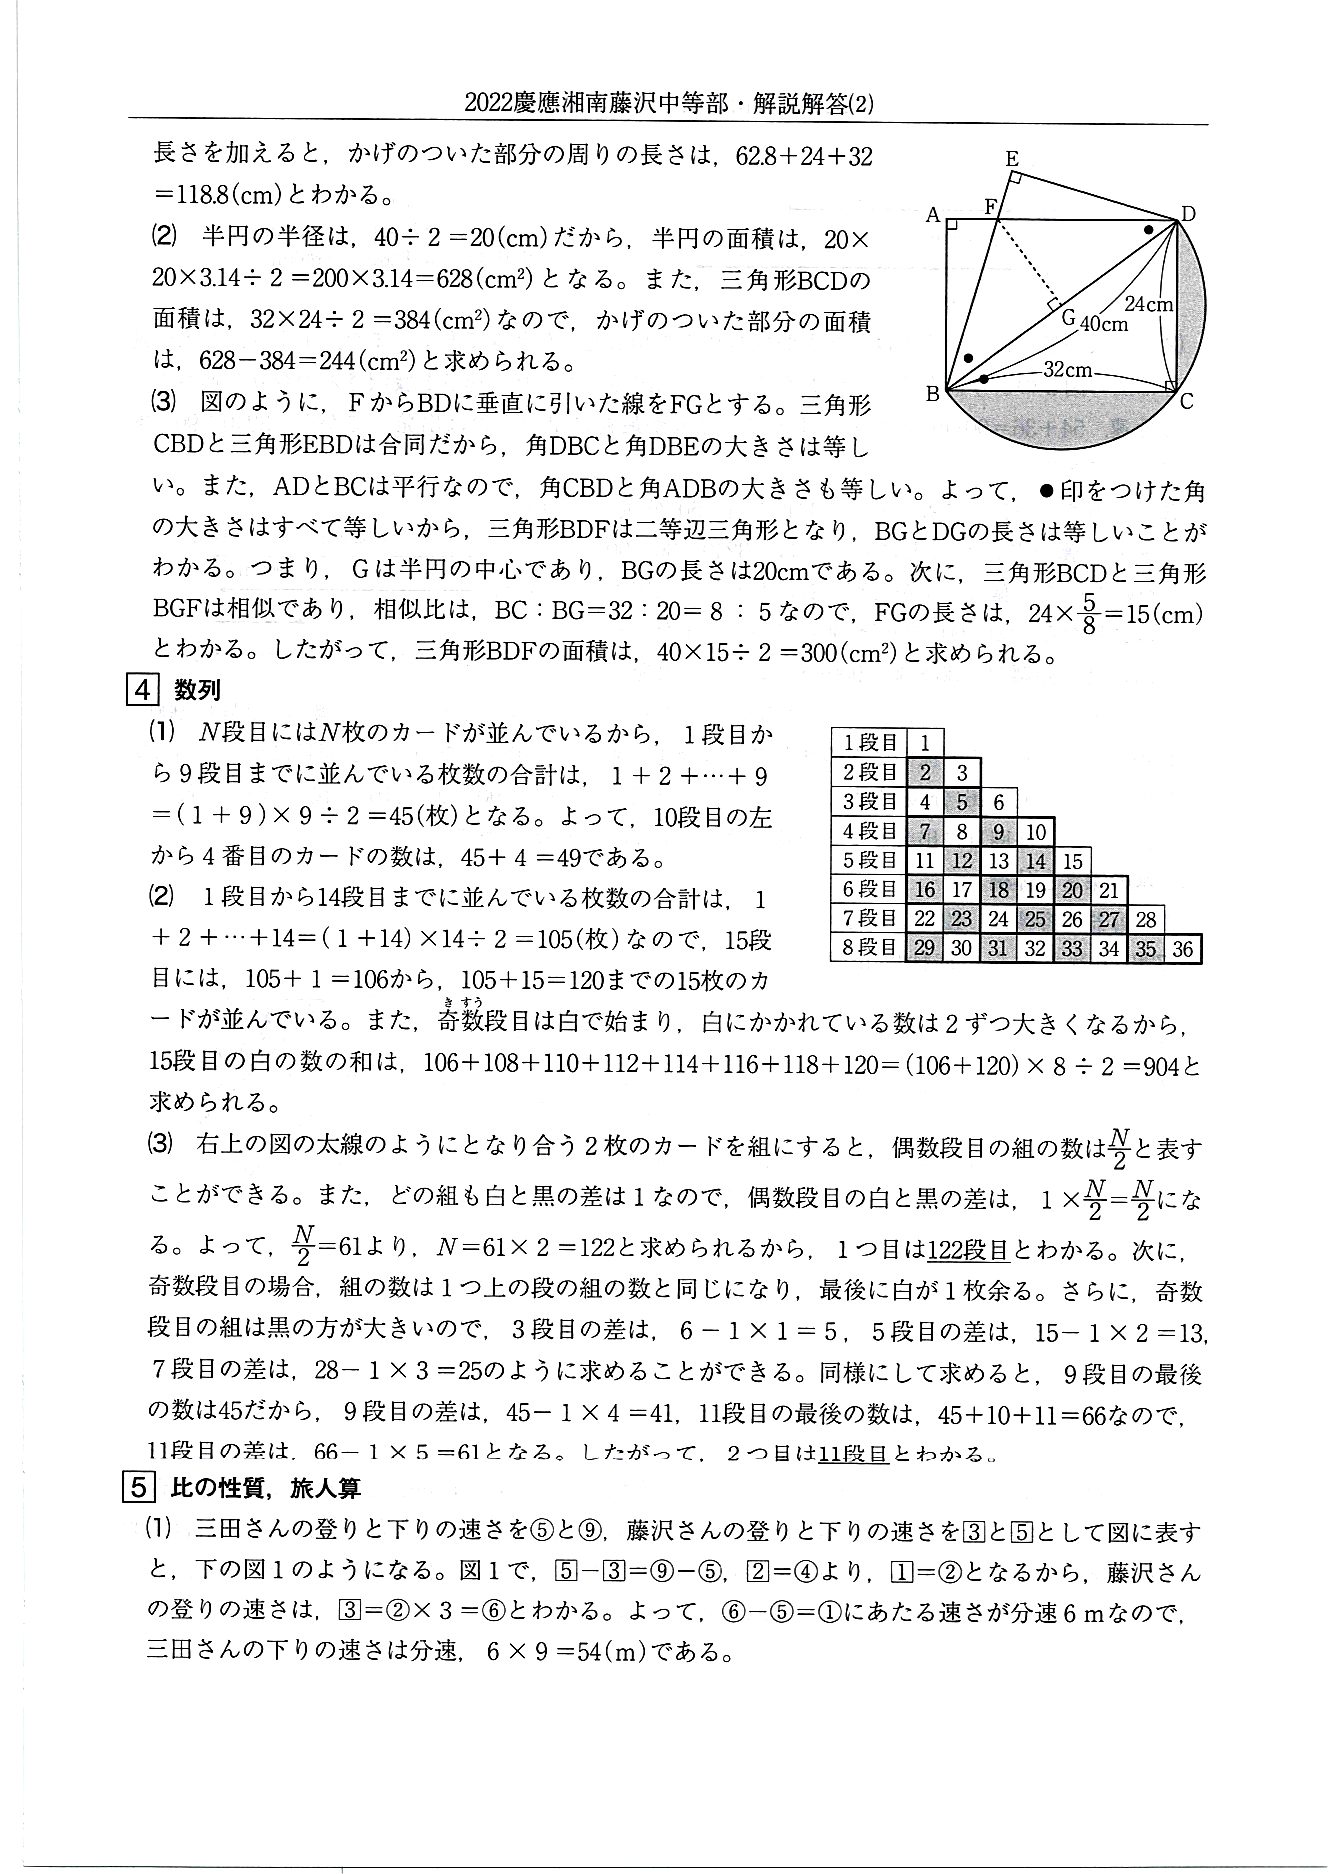 2022慶應湘南藤沢中等部・解説解答(2)
長さを加えると，かげのついた部分の周りの長さは，62.8+24+32
=118.8(cm)とわかる。
(2) 半円の半径は，40÷2=20(cm)だから，半円の面積は，20×
20×3.14÷2=200×3.14=628(cm²)となる。また，三角形BCDの
面積は，32×24÷2=384(cm²)なので，かげのついた部分の面積
は，628−384=244(cm²)と求められる。
(3) 図のように，FからBDに垂直に引いた線をFGとする。三角形
CBDと三角形EBDは合同だから，角DBCと角DBEの大きさは等し
E
A
F
D
G
24cm
40cm
32cm
B
C
い。また，ADとBCは平行なので，角CBDと角ADBの大きさも等しい。よって，●印をつけた角
の大きさはすべて等しいから，三角形BDFは二等辺三角形となり，BGとDGの長さは等しいことが
わかる。つまり，Gは半円の中心であり，BGの長さは20cmである。次に，三角形BCDと三角形
BGFは相似であり，相似比は，BC：BG=32：20=8：5なので，FGの長さは，24×5/8=15(cm)
とわかる。したがって，三角形BDFの面積は，40×15÷2=300(cm²)と求められる。
4 数列
(1) N段目にはN枚のカードが並んでいるから，1段目か
ら9段目までに並んでいる枚数の合計は，1+2+…+9
=(1+9)×9÷2=45(枚)となる。よって，10段目の左
から4番目のカードの数は，45+4=49である。
(2) 1段目から14段目までに並んでいる枚数の合計は，1
+2+…+14=(1+14)×14÷2=105(枚)なので，15段
目には，105+1=106から，105+15=120までの15枚のカ
1段目 1
2段目 2 3
3段目 4 5 6
4段目 7 8 9 10
5段目 11 12 13 14 15
6段目 16 17 18 19 20 21
7段目 22 23 24 25 26 27 28
8段目 29 30 31 32 33 34 35 36
きすう
ードが並んでいる。また，奇数段目は白で始まり，白にかかれている数は2ずつ大きくなるから，
15段目の白の数の和は，106+108+110+112+114+116+118+120=(106+120)×8÷2=904と
求められる。
(3) 右上の図の太線のようにとなり合う2枚のカードを組にすると，偶数段目の組の数はN/2と表す
ことができる。また，どの組も白と黒の差は1なので，偶数段目の白と黒の差は，1×N/2=N/2にな
る。よって，N/2=61より，N=61×2=122と求められるから，1つ目は122段目とわかる。次に，
奇数段目の場合，組の数は1つ上の段の組の数と同じになり，最後に白が1枚余る。さらに，奇数
段目の組は黒の方が大きいので，3段目の差は，6−1×1=5，5段目の差は，15−1×2=13，
7段目の差は，28−1×3=25のように求めることができる。同様にして求めると，9段目の最後
の数は45だから，9段目の差は，45−1×4=41，11段目の最後の数は，45+10+11=66なので，
11段目の差は，66−1×5=61となる。したがって，2つ目は11段目とわかる。
5 比の性質，旅人算
(1) 三田さんの登りと下りの速さを⑤と⑨，藤沢さんの登りと下りの速さを[3]と[5]として図に表す
と，下の図1のようになる。図1で，[5]−[3]=⑨−⑤，[2]=④より，[1]=②となるから，藤沢さん
の登りの速さは，[3]=②×3=⑥とわかる。よって，⑥−⑤=①にあたる速さが分速6mなので，
三田さんの下りの速さは分速，6×9=54(m)である。